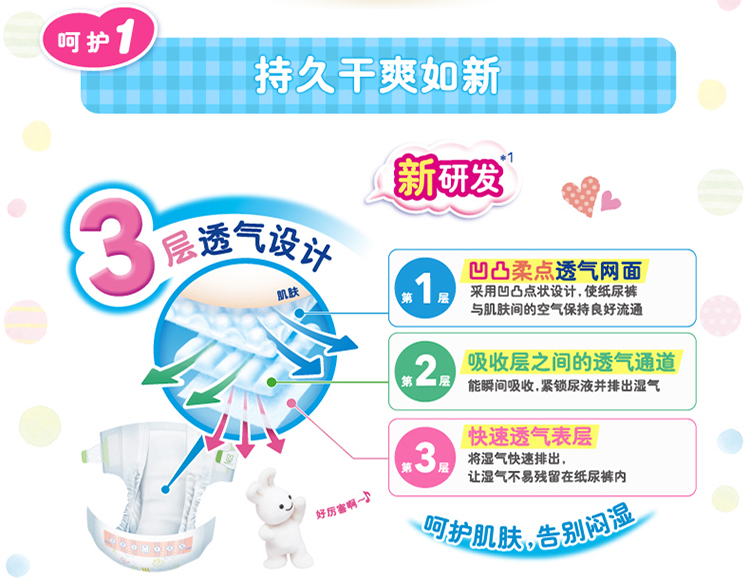 呵护1
持久干爽如新
新研发*1
3层透气设计
肌肤
第1层
凹凸柔点透气网面
采用凹凸点状设计,使纸尿裤
与肌肤间的空气保持良好流通
第2层
吸收层之间的透气通道
能瞬间吸收,紧锁尿液并排出湿气
第3层
快速透气表层
将湿气快速排出,
让湿气不易残留在纸尿裤内
好厉害啊~♪
呵护肌肤,告别闷湿